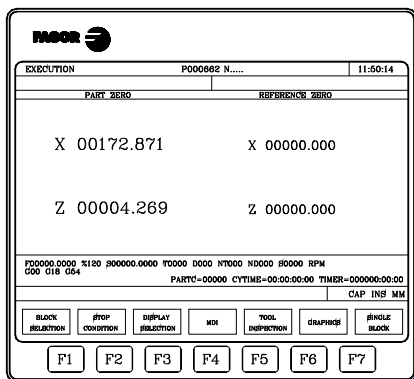 FAGOR
EXECUTION P000662 N..... 11:50:14
PART ZERO REFERENCE ZERO
X 00172.871 X 00000.000
Z 00004.269 Z 00000.000
F00000.0000 %120 S00000.0000 T0000 D000 NT000 ND000 S0000 RPM
G00 G18 G54
PARTC=00000 CYTIME=00:00:00:00 TIMER=000000:00:00
CAP INS MM
BLOCK SELECTION STOP CONDITION DISPLAY SELECTION MDI TOOL INSPECTION GRAPHICS SINGLE BLOCK
F1 F2 F3 F4 F5 F6 F7